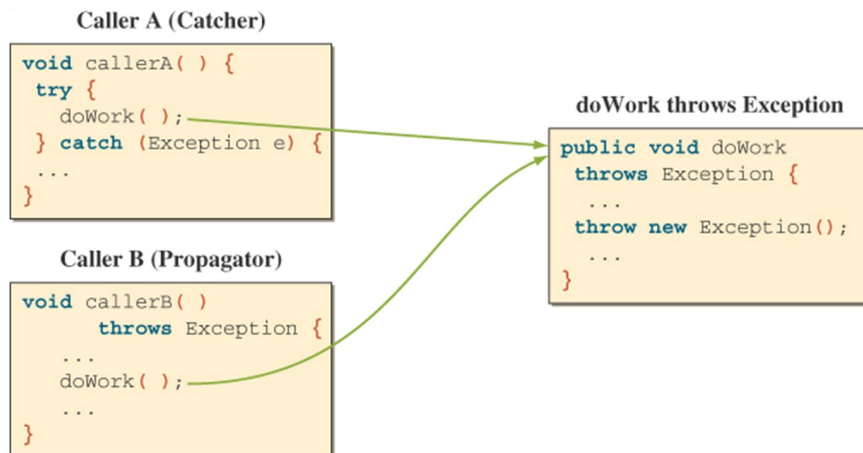 Caller A (Catcher)
void callerA( ) {
try {
doWork( );
} catch (Exception e) {
...
}
Caller B (Propagator)
void callerB( )
throws Exception {
...
doWork( );
...
}
doWork throws Exception
public void doWork
throws Exception {
...
throw new Exception();
...
}